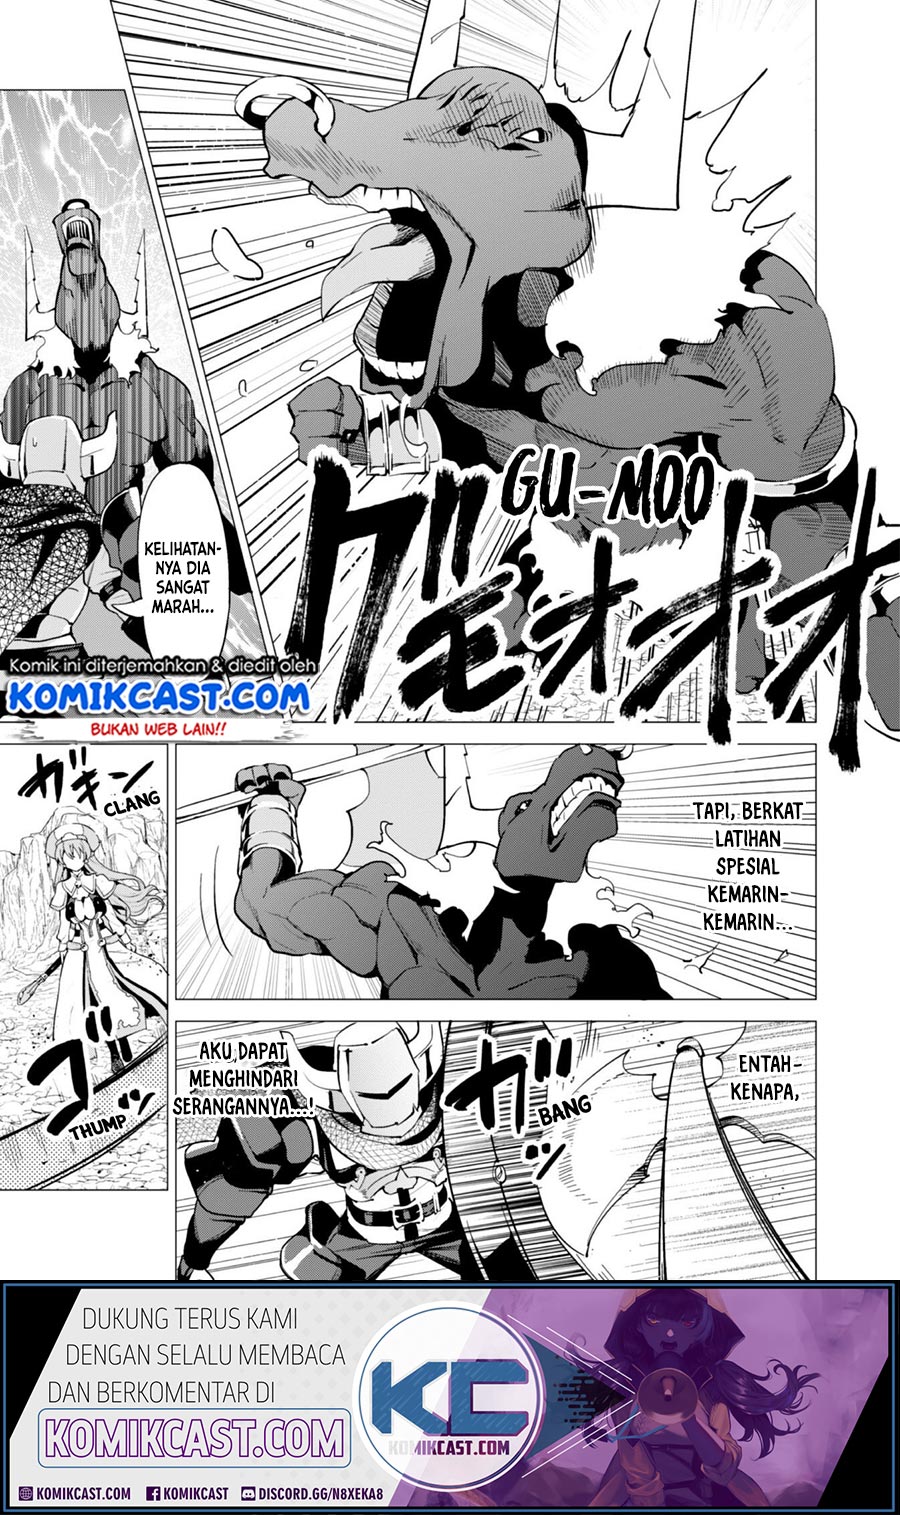 GU-MOO
グモォオオオ
KELIHATAN-
NYA DIA
SANGAT
MARAH...
Komik ini diterjemahkan & diedit oleh
KOMIKCAST.COM
BUKAN WEB LAIN!!
TAPI, BERKAT
LATIHAN
SPESIAL
KEMARIN-
KEMARIN...
ガキン
CLANG
ゴッ
THUMP
ENTAH-
KENAPA,
ガッ
BANG
AKU DAPAT
MENGHINDARI
SERANGANNYA...!
DUKUNG TERUS KAMI
DENGAN SELALU MEMBACA
DAN BERKOMENTAR DI
KOMIKCAST.COM
KC
KOMIKCAST.COM
KOMIKCAST.COM
KOMIKCAST
DISCORD.GG/N8XEKA8